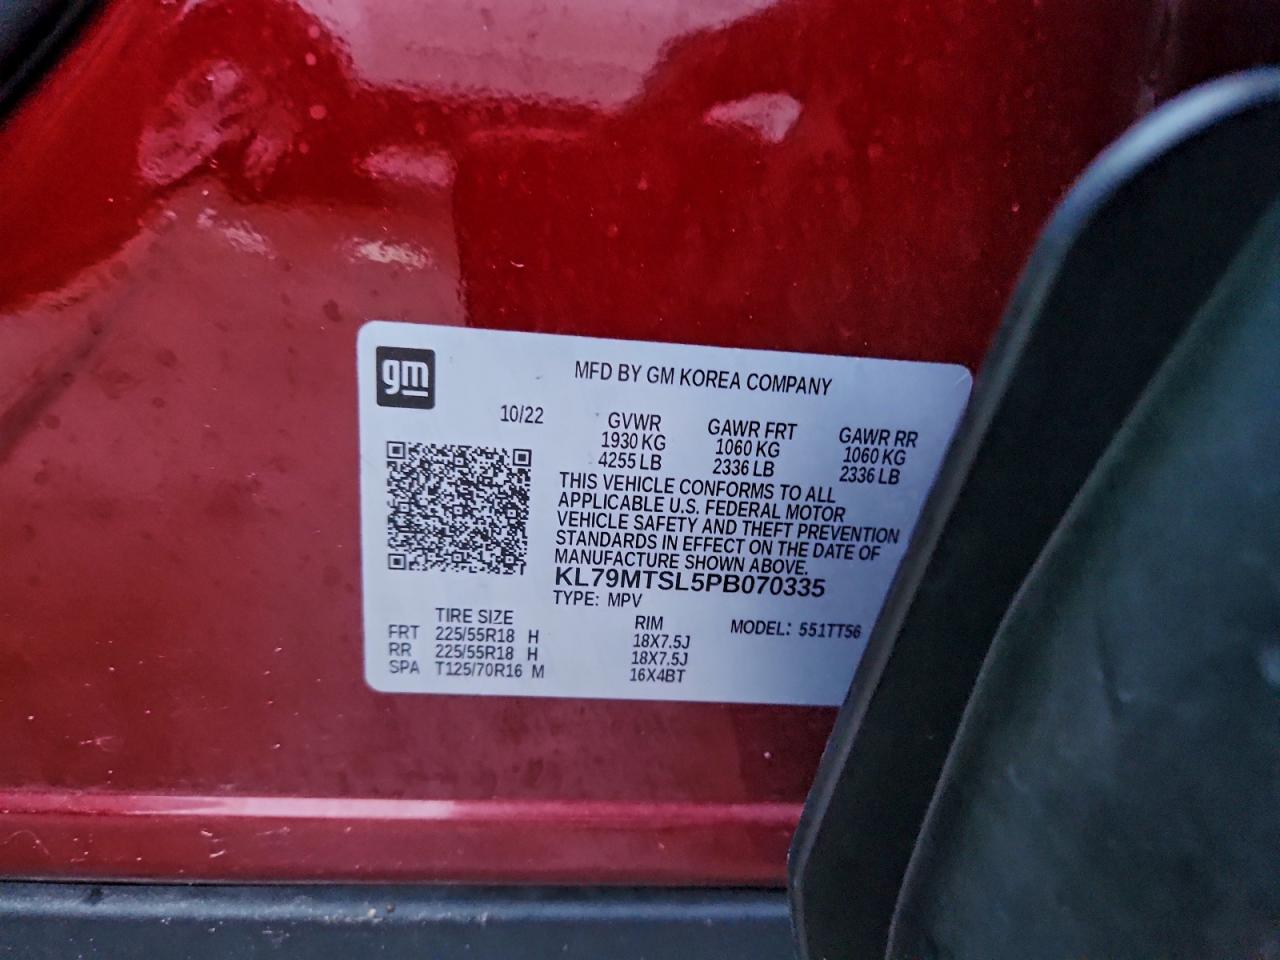 gm
MFD BY GM KOREA COMPANY
10/22 GVWR GAWR FRT GAWR RR
1930 KG 1060 KG 1060 KG
4255 LB 2336 LB 2336 LB
THIS VEHICLE CONFORMS TO ALL
APPLICABLE U.S. FEDERAL MOTOR
VEHICLE SAFETY AND THEFT PREVENTION
STANDARDS IN EFFECT ON THE DATE OF
MANUFACTURE SHOWN ABOVE.
KL79MTSL5PB070335
TYPE: MPV
TIRE SIZE RIM MODEL: 551TT56
FRT 225/55R18 H 18X7.5J
RR 225/55R18 H 18X7.5J
SPA T125/70R16 M 16X4BT